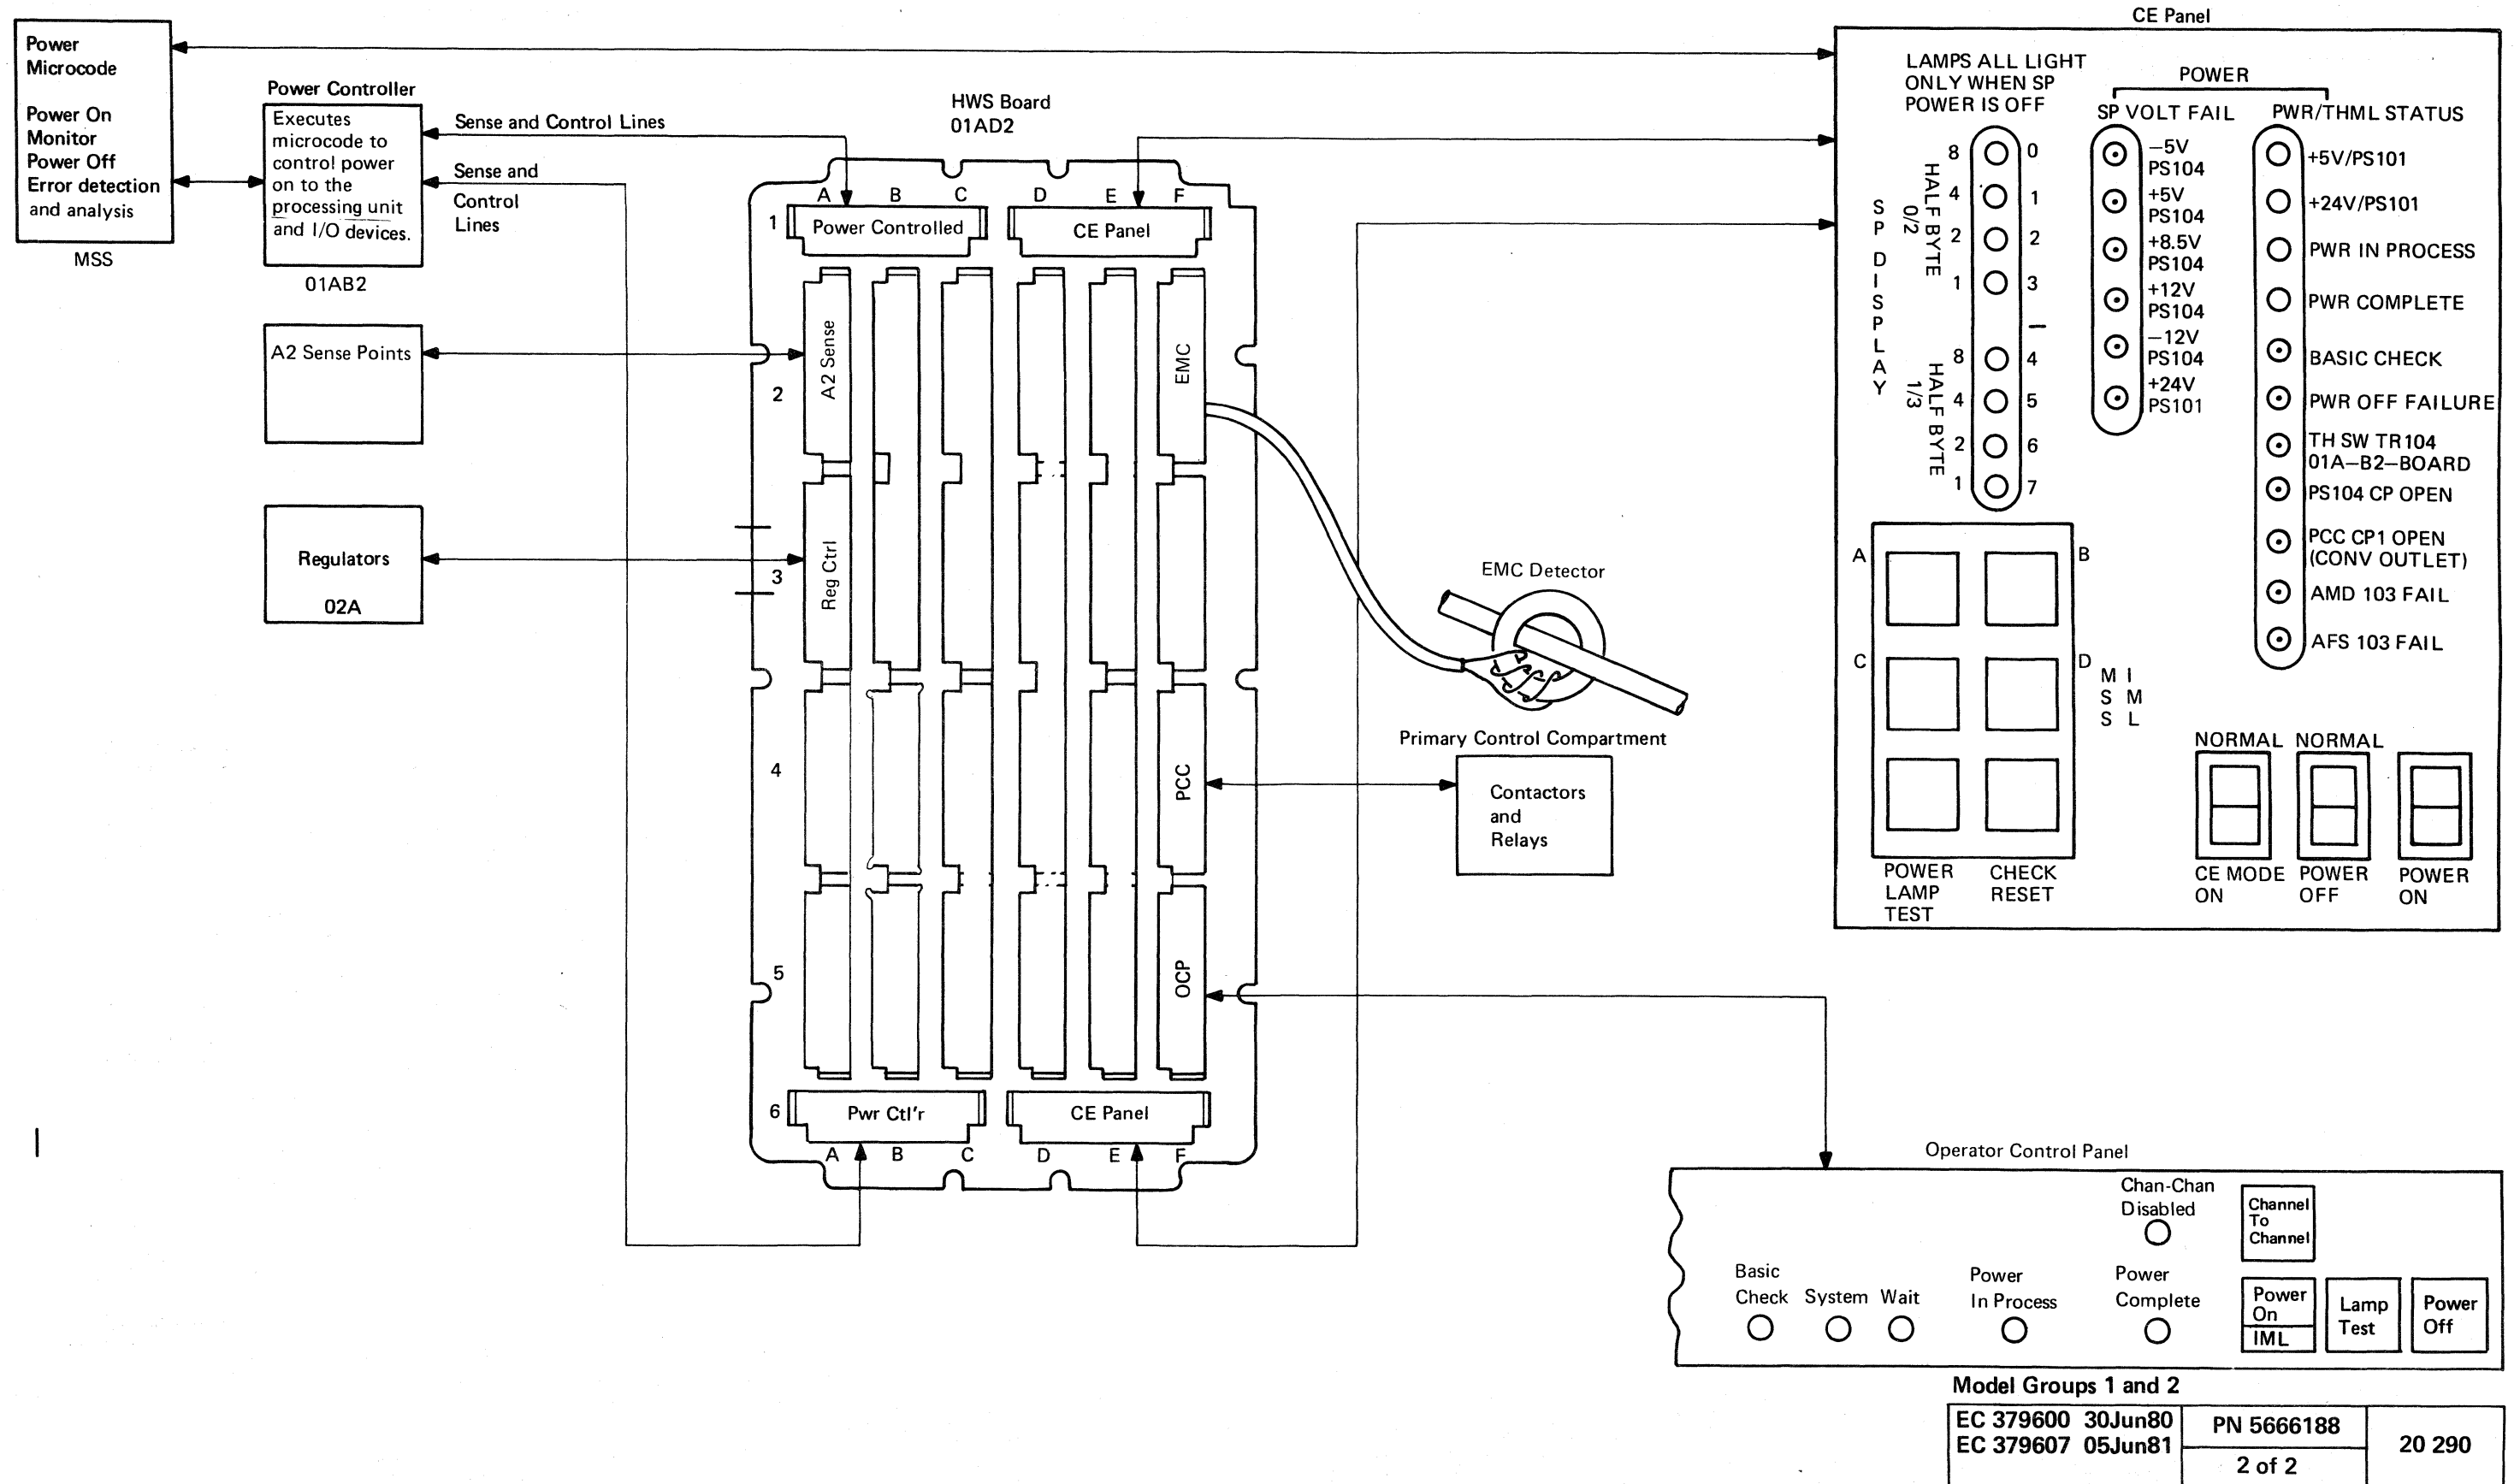 Power
Microcode
Power On
Monitor
Power Off
Error detection
and analysis
MSS
Power Controller
Executes
microcode to
control power
on to the
processing unit
and I/O devices.
01AB2
Sense and Control Lines
Sense and
Control
Lines
A2 Sense Points
Regulators
02A
HWS Board
01AD2
A B C D E F
1
Power Controlled
CE Panel
2
A2 Sense
EMC
3
Reg Ctrl
4
PCC
5
OCP
6
Pwr Ctl'r
CE Panel
A B C D E F
EMC Detector
Primary Control Compartment
Contactors
and
Relays
CE Panel
LAMPS ALL LIGHT
ONLY WHEN SP
POWER IS OFF
SP DISPLAY
HALF BYTE
0/2
8 0
4 1
2 2
1 3
—
HALF BYTE
1/3
8 4
4 5
2 6
1 7
POWER
SP VOLT FAIL
—5V
PS104
+5V
PS104
+8.5V
PS104
+12V
PS104
—12V
PS104
+24V
PS101
PWR/THML STATUS
+5V/PS101
+24V/PS101
PWR IN PROCESS
PWR COMPLETE
BASIC CHECK
PWR OFF FAILURE
TH SW TR104
01A—B2—BOARD
PS104 CP OPEN
PCC CP1 OPEN
(CONV OUTLET)
AMD 103 FAIL
AFS 103 FAIL
A B
C D
MSS IML
POWER
LAMP
TEST
CHECK
RESET
NORMAL
CE MODE
ON
NORMAL
POWER
OFF
POWER
ON
Operator Control Panel
Chan-Chan
Disabled
Channel
To
Channel
Basic
Check
System
Wait
Power
In Process
Power
Complete
Power
On
IML
Lamp
Test
Power
Off
Model Groups 1 and 2
EC 379600 30Jun80
EC 379607 05Jun81
PN 5666188
2 of 2
20 290